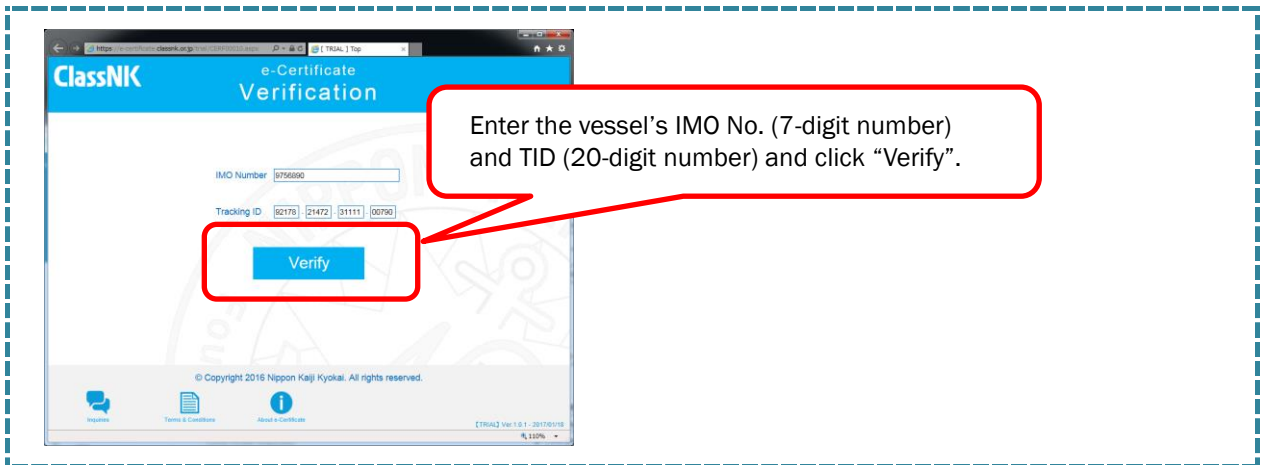 [ TRIAL ] Top
ClassNK
e-Certificate
Verification
Enter the vessel's IMO No. (7-digit number)
and TID (20-digit number) and click “Verify”.
IMO Number 9756890
Tracking ID 92178 - 21472 - 31111 - 00790
Verify
© Copyright 2016 Nippon Kaiji Kyokai. All rights reserved.
Inquiries
Terms & Conditions
About e-Certificate
【TRIAL】 Ver.1.0.1 - 2017/01/18
110%